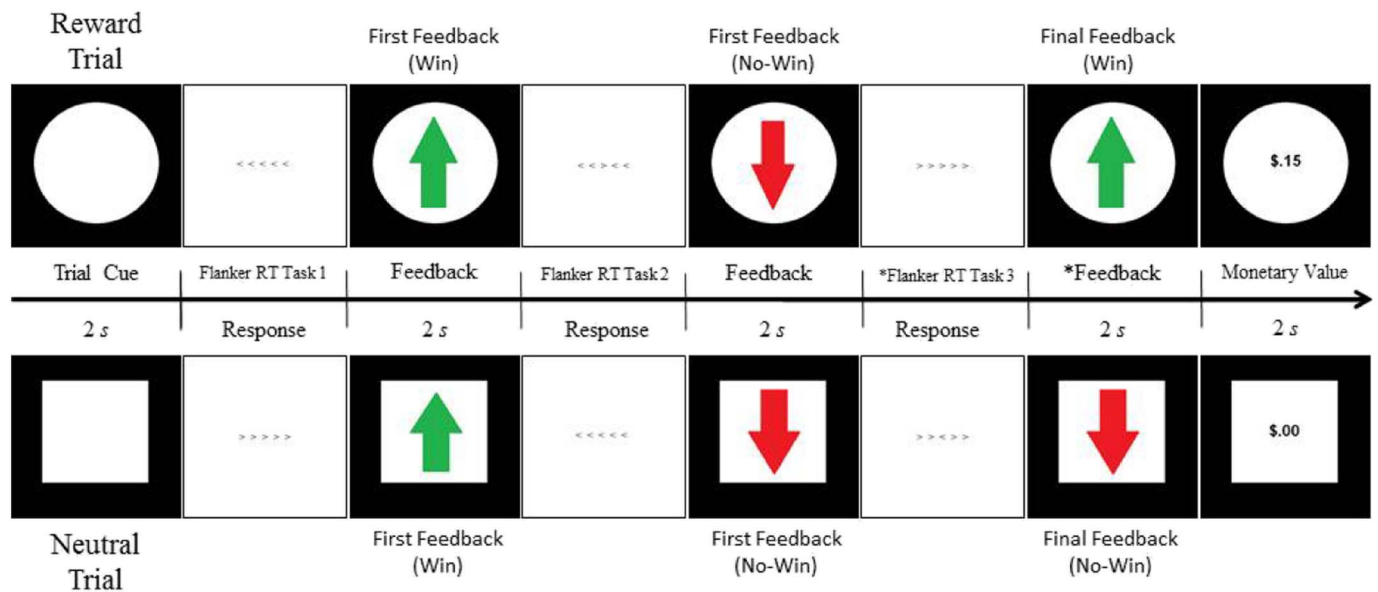 Reward
Trial
First Feedback
(Win)
First Feedback
(No-Win)
Final Feedback
(Win)
< < < < <
< < > < <
> > > > >
$.15
Trial Cue
Flanker RT Task 1
Feedback
Flanker RT Task 2
Feedback
*Flanker RT Task 3
*Feedback
Monetary Value
2 s
Response
2 s
Response
2 s
Response
2 s
2 s
> > > > >
< < < < <
> > < > >
$.00
Neutral
Trial
First Feedback
(Win)
First Feedback
(No-Win)
Final Feedback
(No-Win)